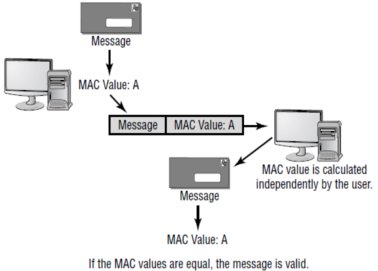 Message
MAC Value: A
Message MAC Value: A
MAC value is calculated
independently by the user.
Message
MAC Value: A
If the MAC values are equal, the message is valid.